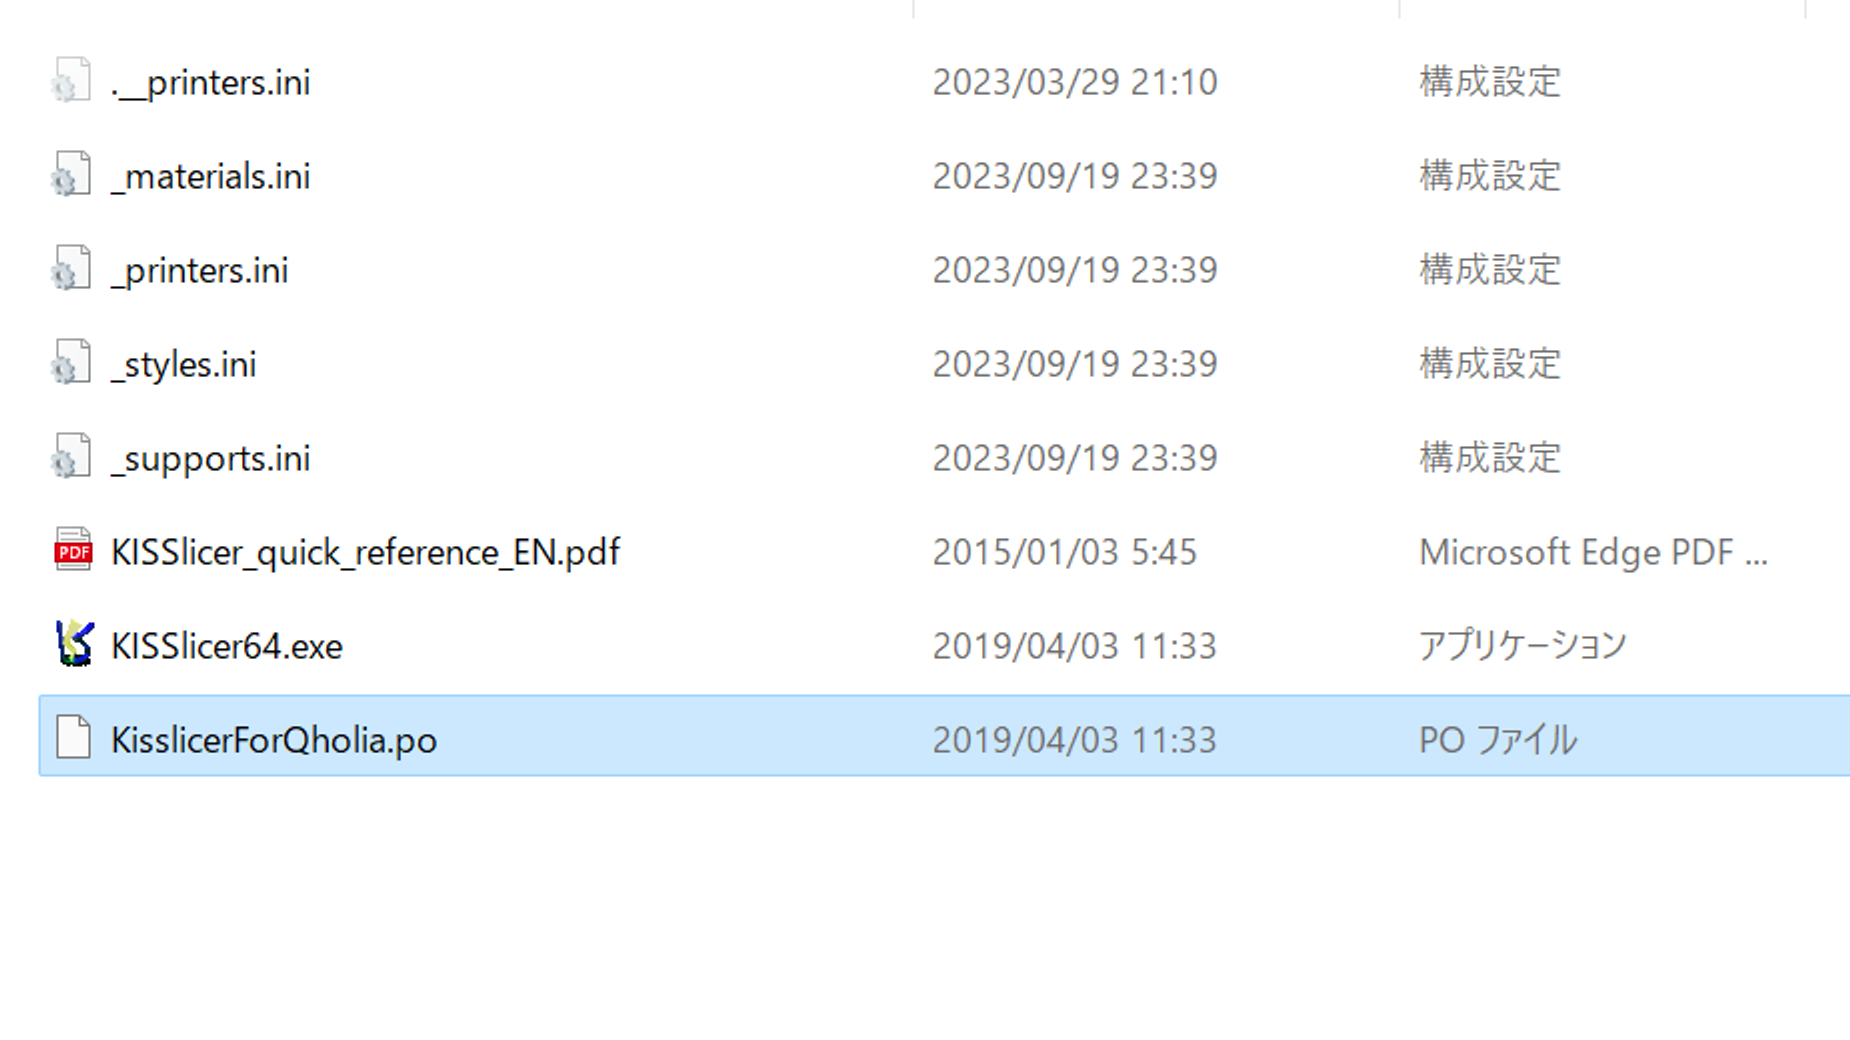 .__printers.ini 2023/03/29 21:10 構成設定
_materials.ini 2023/09/19 23:39 構成設定
_printers.ini 2023/09/19 23:39 構成設定
_styles.ini 2023/09/19 23:39 構成設定
_supports.ini 2023/09/19 23:39 構成設定
PDF KISSlicer_quick_reference_EN.pdf 2015/01/03 5:45 Microsoft Edge PDF ...
KISSlicer64.exe 2019/04/03 11:33 アプリケーション
KisslicerForQholia.po 2019/04/03 11:33 PO ファイル